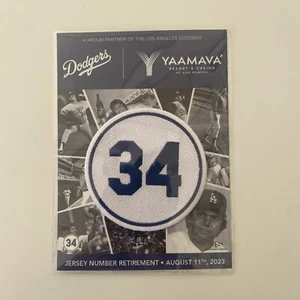 A PROUD PARTNER OF THE LOS ANGELES DODGERS
Dodgers
YAAMAVA'
RESORT & CASINO
AT SAN MANUEL
34
34
JERSEY NUMBER RETIREMENT • AUGUST 11TH, 2023